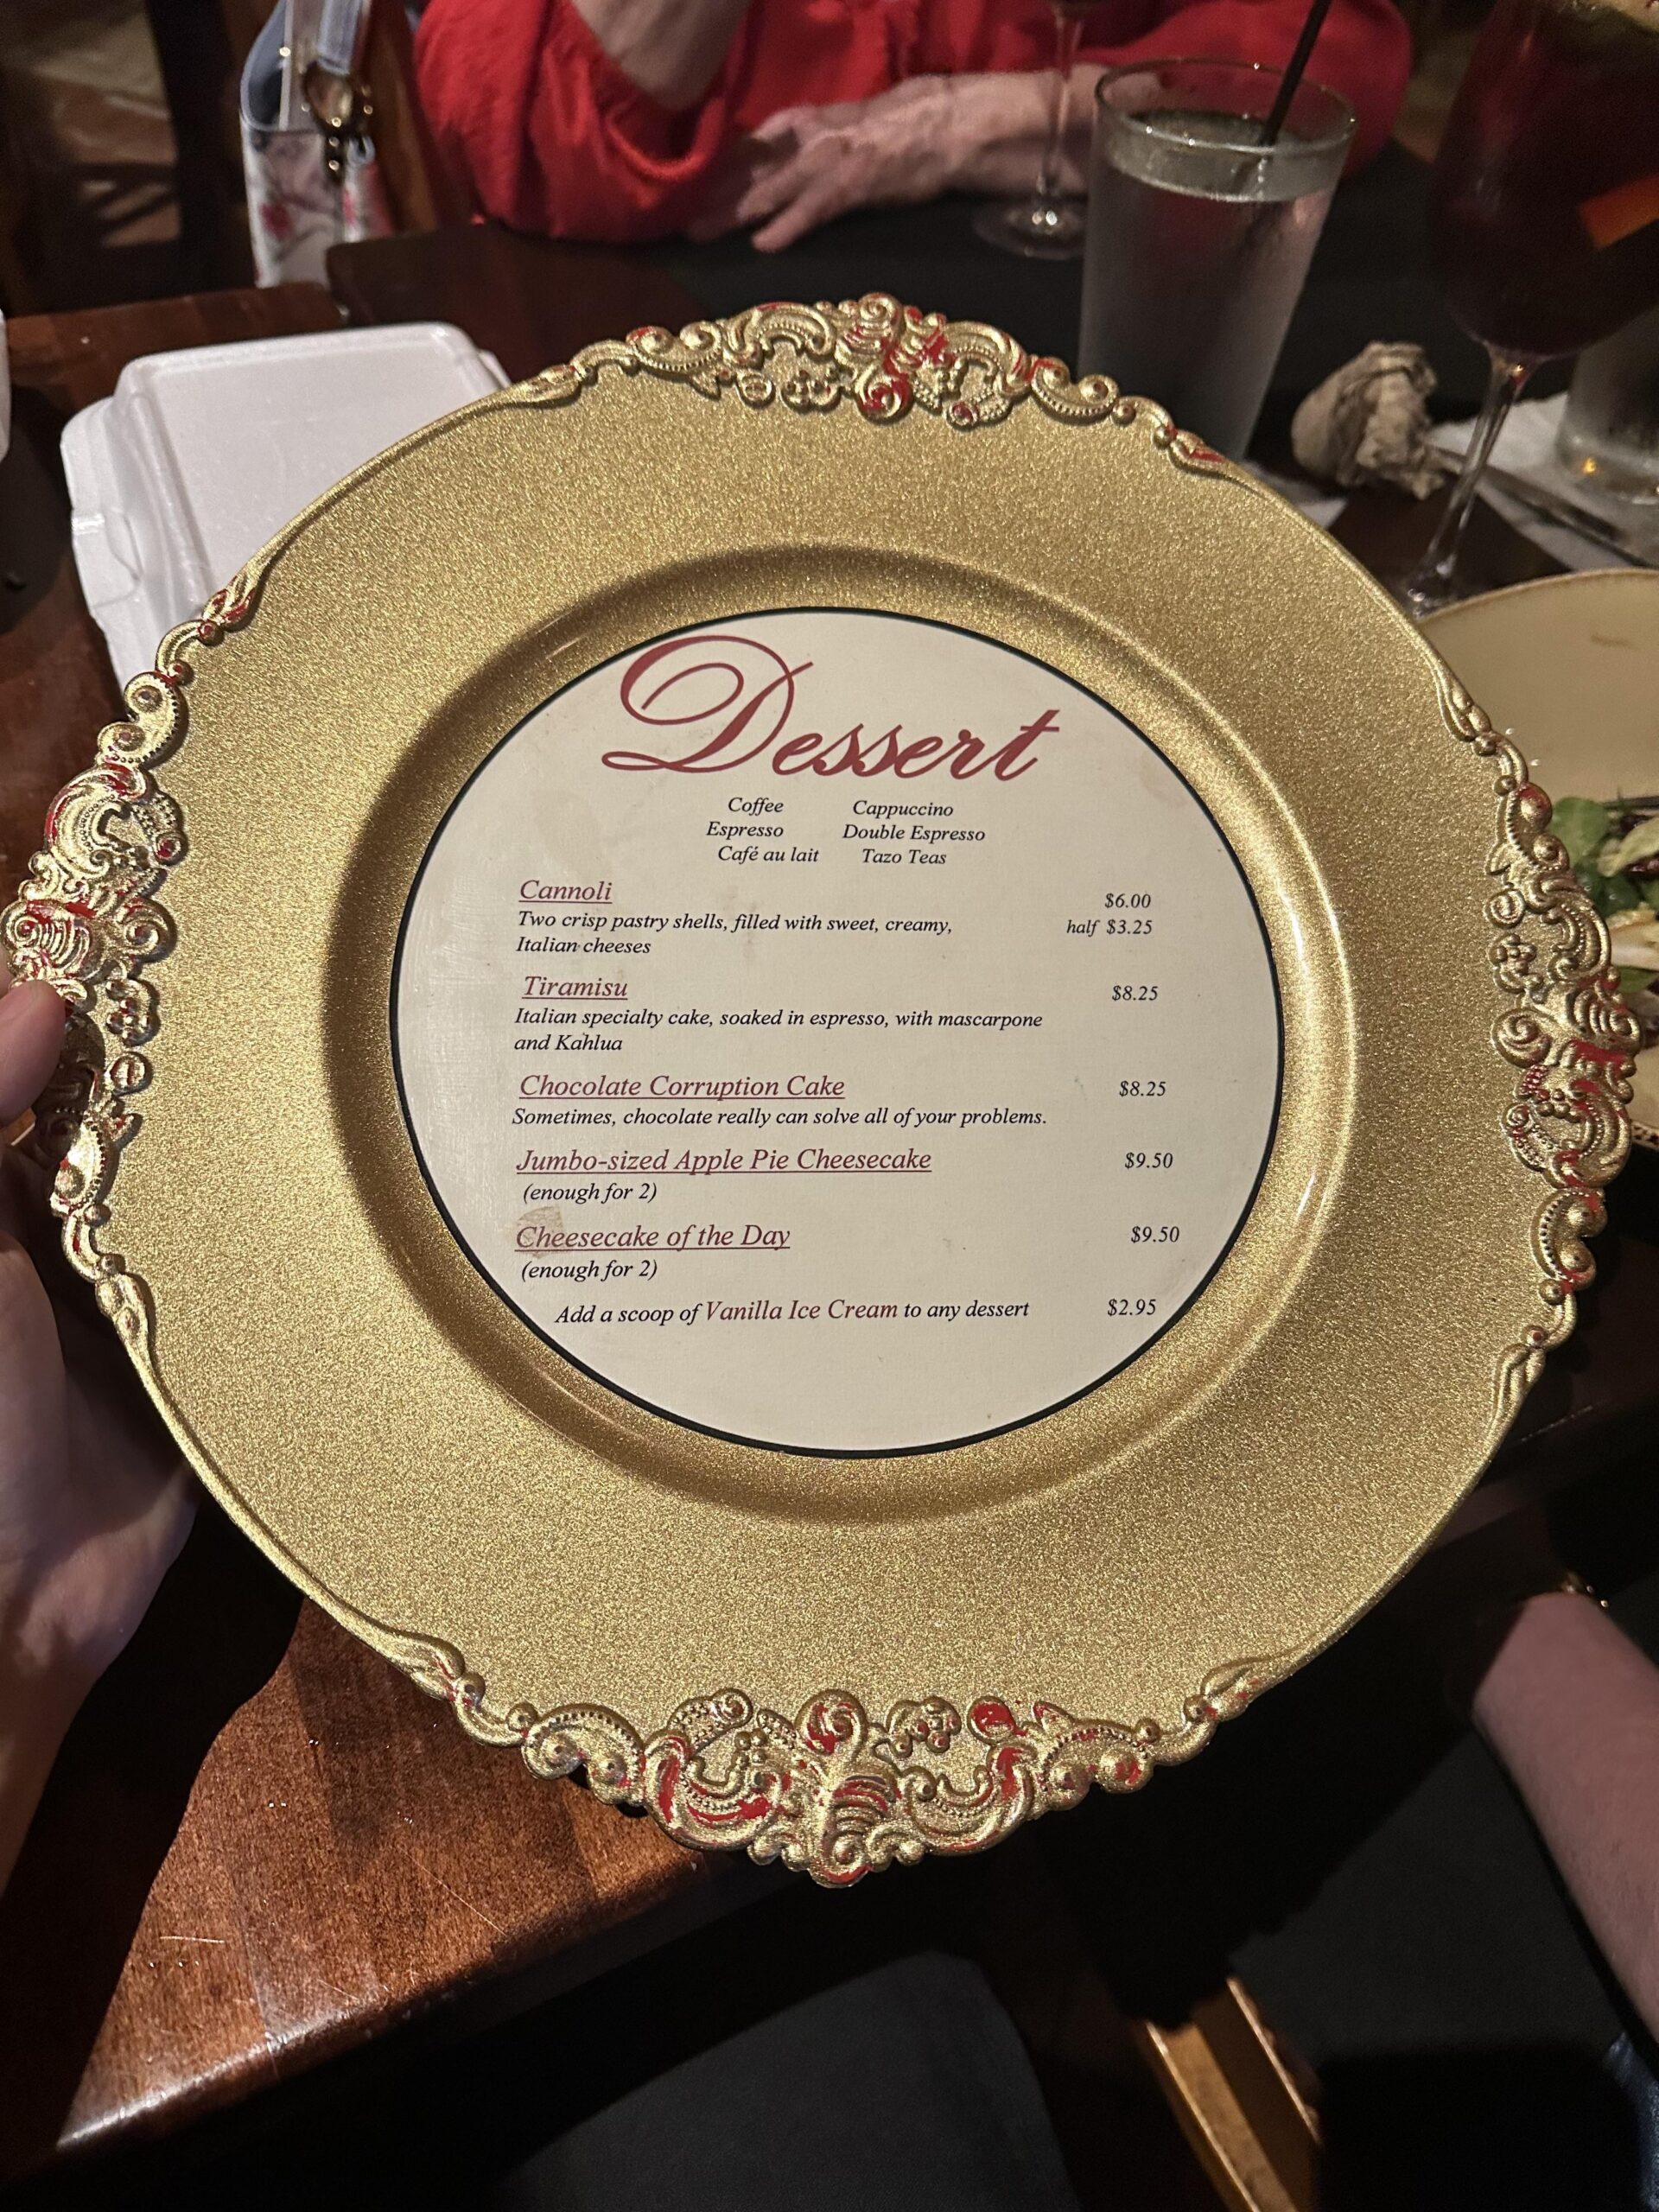 Dessert
Coffee Cappuccino
Espresso Double Espresso
Café au lait Tazo Teas
Cannoli $6.00
Two crisp pastry shells, filled with sweet, creamy, half $3.25
Italian cheeses
Tiramisu $8.25
Italian specialty cake, soaked in espresso, with mascarpone
and Kahlua
Chocolate Corruption Cake $8.25
Sometimes, chocolate really can solve all of your problems.
Jumbo-sized Apple Pie Cheesecake $9.50
(enough for 2)
Cheesecake of the Day $9.50
(enough for 2)
Add a scoop of Vanilla Ice Cream to any dessert $2.95